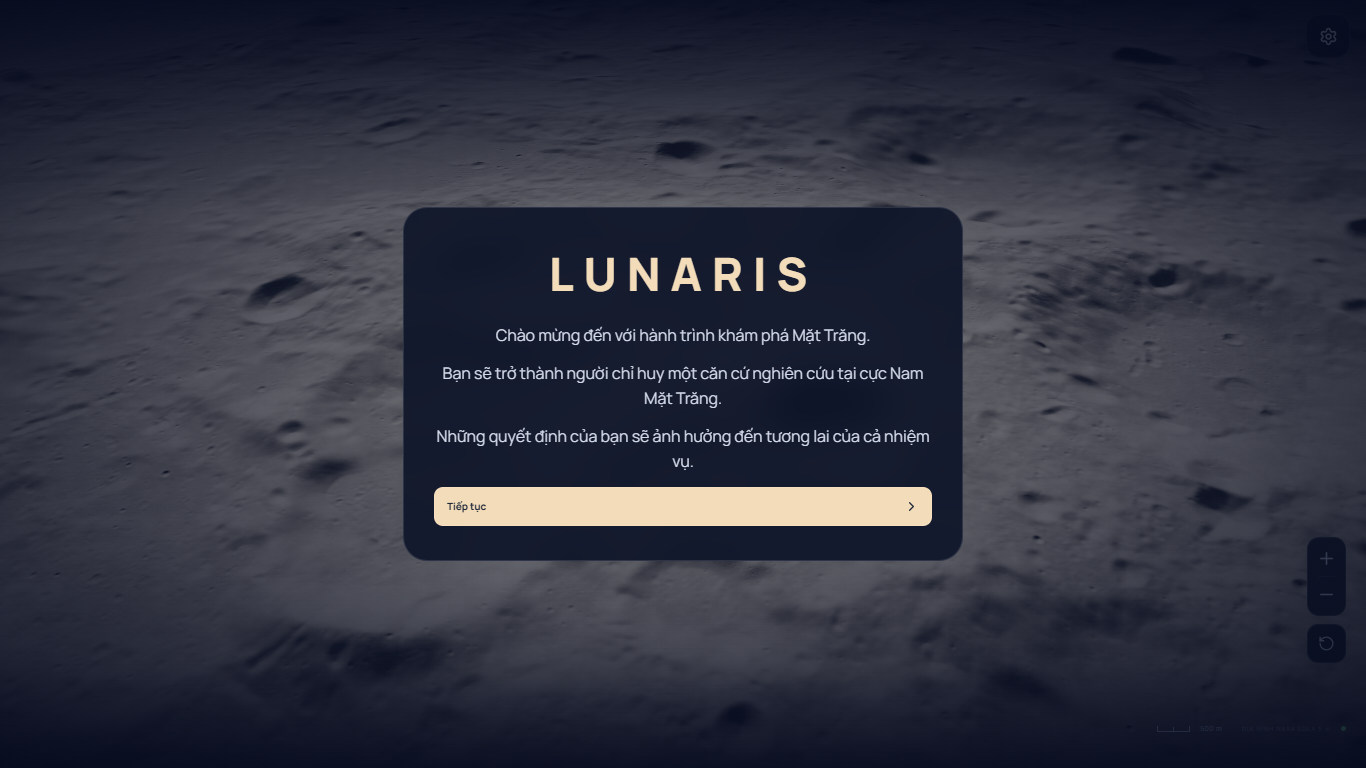 LUNARIS
Chào mừng đến với hành trình khám phá Mặt Trăng.
Bạn sẽ trở thành người chỉ huy một căn cứ nghiên cứu tại cực Nam
Mặt Trăng.
Những quyết định của bạn sẽ ảnh hưởng đến tương lai của cả nhiệm
vụ.
Tiếp tục
500 m